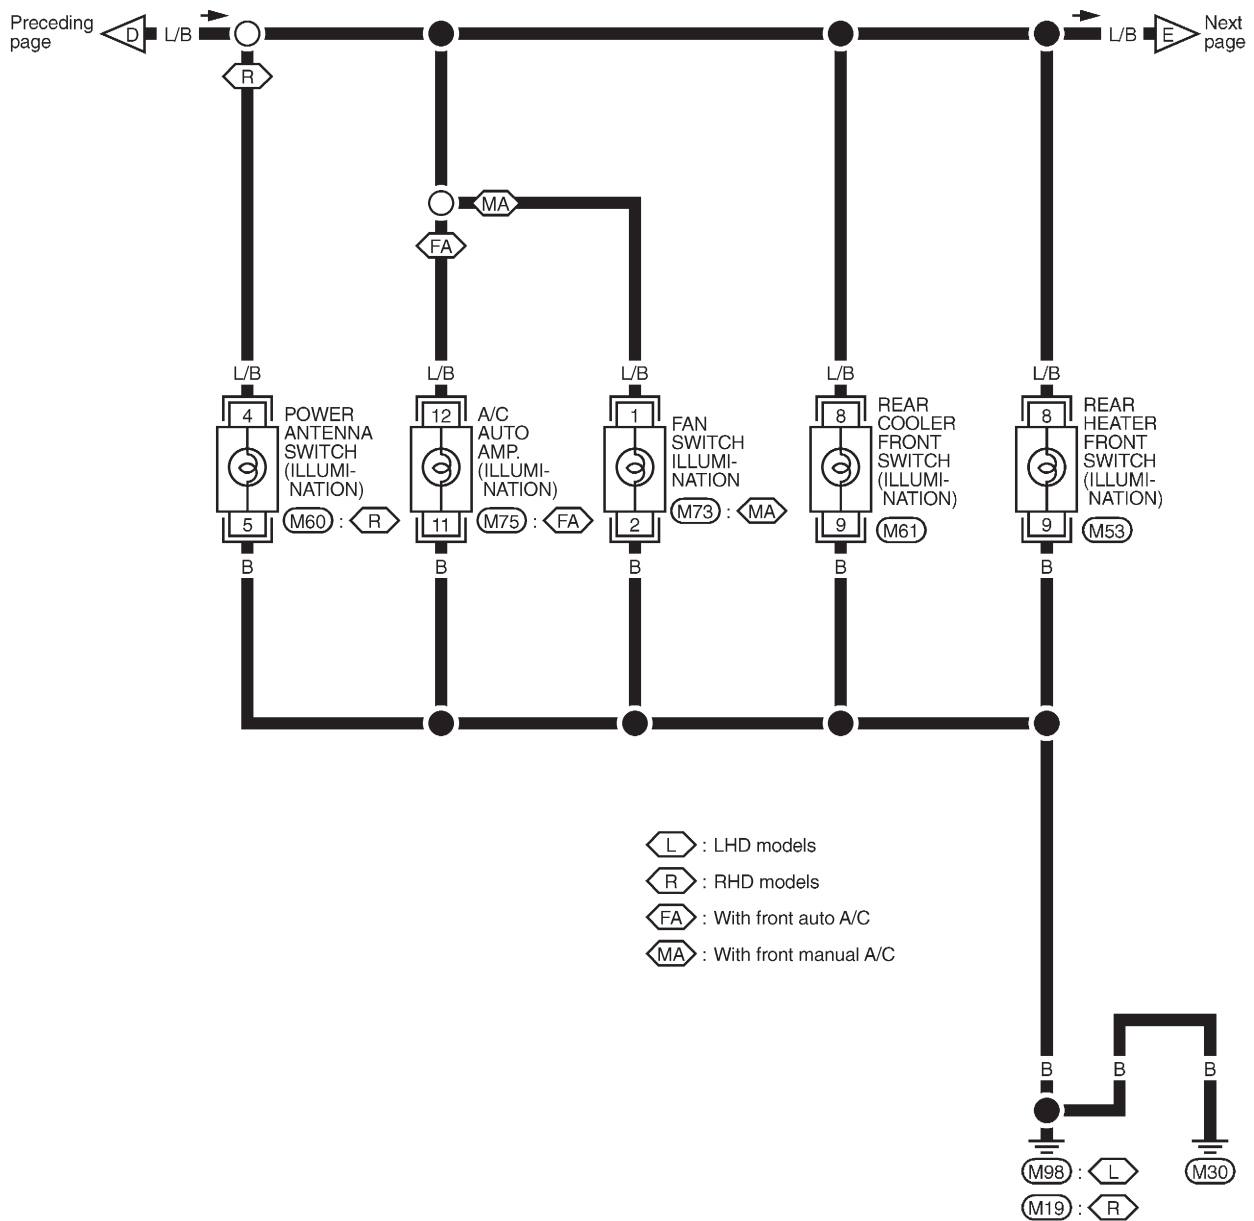 Preceding
page
D
L/B
L/B
E
Next
page
R
MA
FA
L/B
L/B
L/B
L/B
L/B
4
POWER
ANTENNA
SWITCH
(ILLUMI-
NATION)
5
M60 : R
12
A/C
AUTO
AMP.
(ILLUMI-
NATION)
11
M75 : FA
1
FAN
SWITCH
ILLUMI-
NATION
2
M73 : MA
8
REAR
COOLER
FRONT
SWITCH
(ILLUMI-
NATION)
9
M61
8
REAR
HEATER
FRONT
SWITCH
(ILLUMI-
NATION)
9
M53
B
B
B
B
B
L : LHD models
R : RHD models
FA : With front auto A/C
MA : With front manual A/C
B
B
B
M98 : L
M30
M19 : R